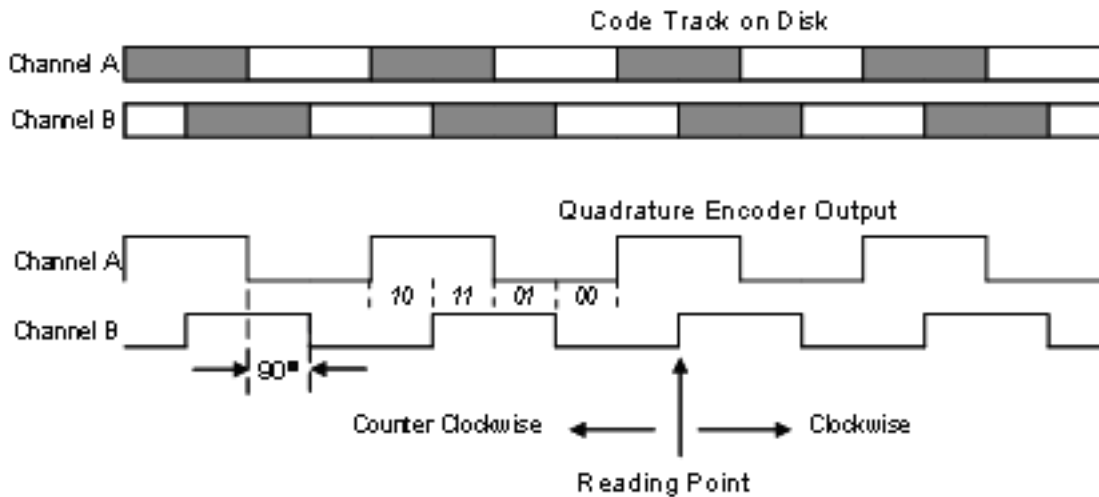 Code Track on Disk
Channel A
Channel B
Quadrature Encoder Output
Channel A
10 11 01 00
Channel B
90°
Counter Clockwise Clockwise
Reading Point